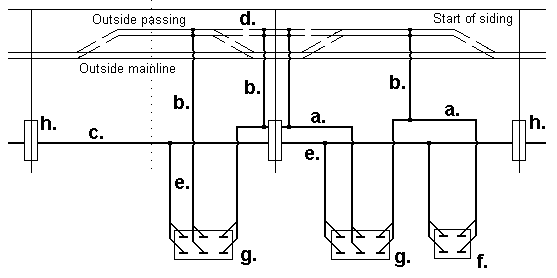 Outside passing
d.
Start of siding
Outside mainline
b.
b.
b.
a.
a.
h.
c.
e.
h.
e.
g.
g.
f.